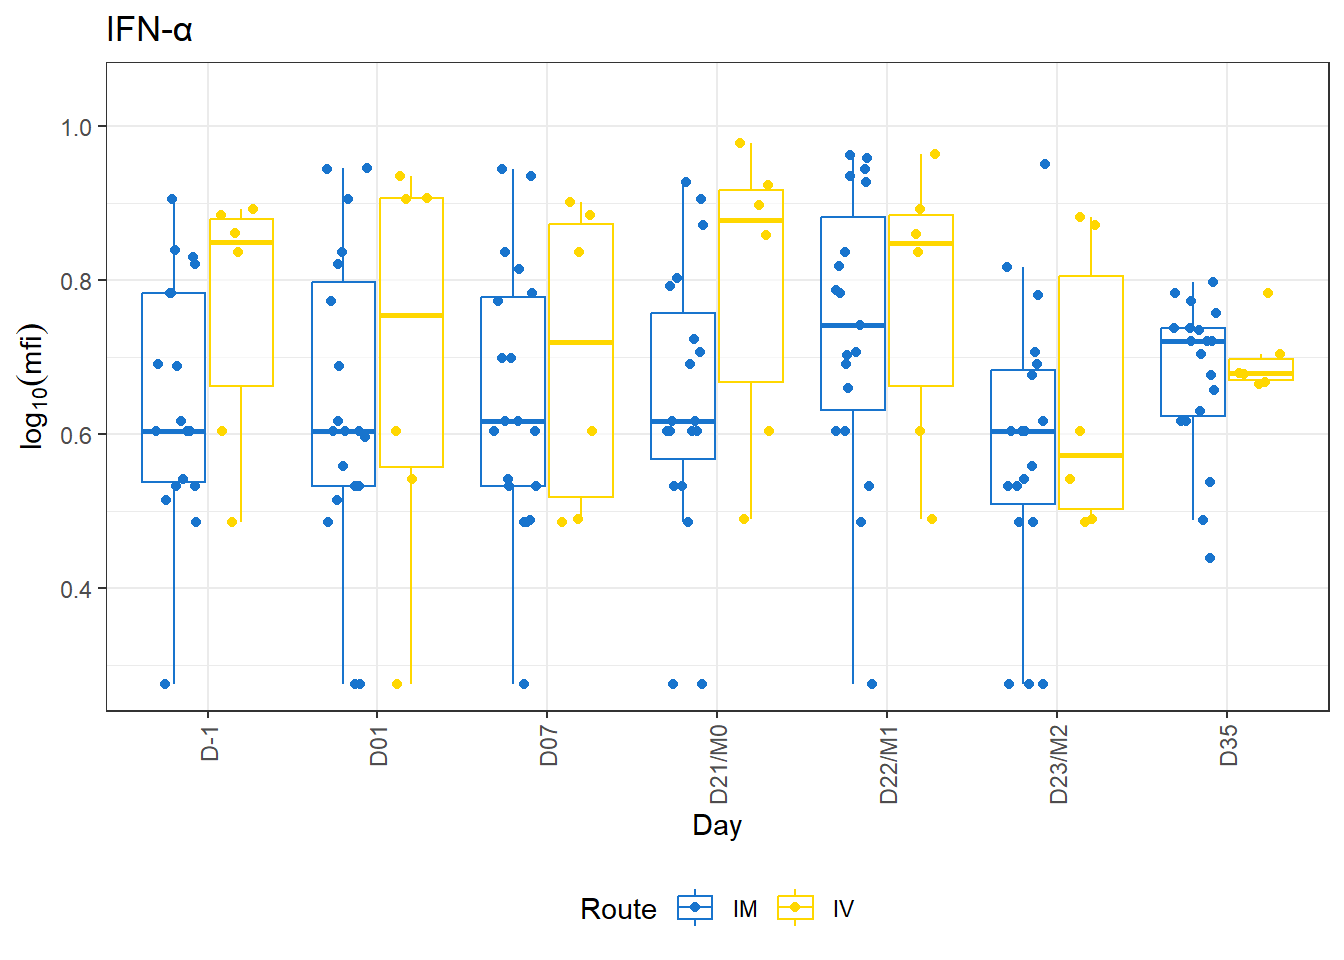 IFN-α
log₁₀(mfi)
1.0
0.8
0.6
0.4
D-1
D01
D07
D21/M0
D22/M1
D23/M2
D35
Day
Route IM IV